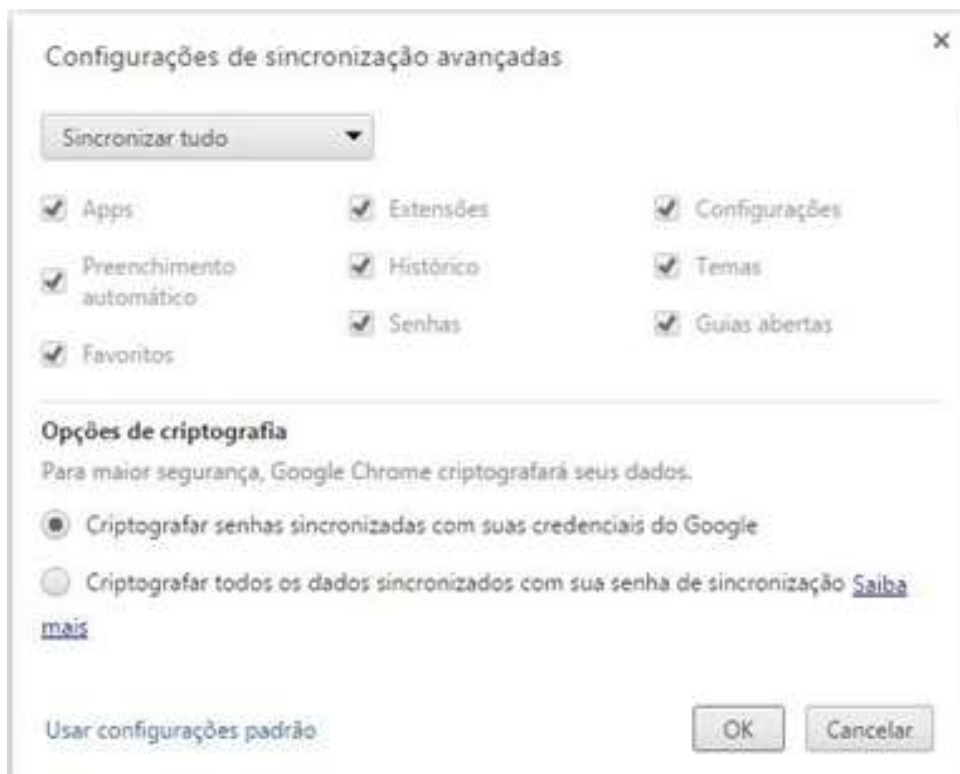 Configurações de sincronização avançadas
×
Sincronizar tudo
Apps
Extensões
Configurações
Preenchimento
automático
Histórico
Temas
Senhas
Guias abertas
Favoritos
Opções de criptografia
Para maior segurança, Google Chrome criptografará seus dados.
Criptografar senhas sincronizadas com suas credenciais do Google
Criptografar todos os dados sincronizados com sua senha de sincronização Saiba
mais
Usar configurações padrão
OK
Cancelar